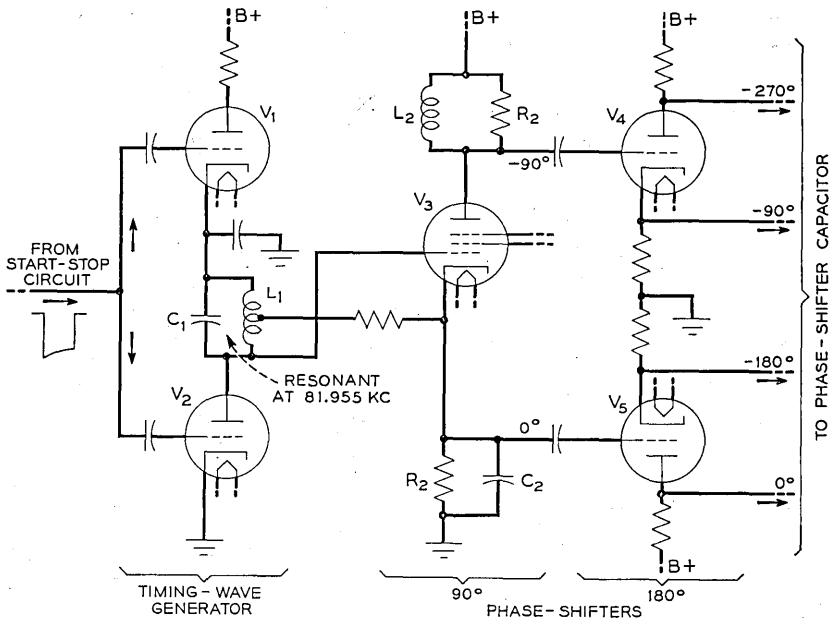 B+
B+
B+
V1
V4
-270°
L2
R2
-90°
V3
-90°
FROM
START-STOP
CIRCUIT
C1
L1
RESONANT
AT 81.955 KC
-180°
V2
V5
0°
R2
C2
0°
B+
TIMING-WAVE
GENERATOR
90°
180°
PHASE-SHIFTERS
TO PHASE-SHIFTER CAPACITOR